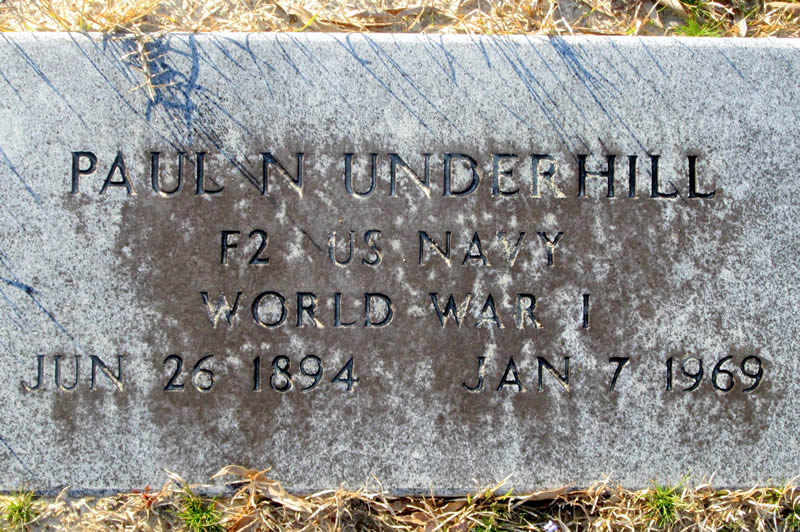 PAUL N UNDERHILL
F2 US NAVY
WORLD WAR I
JUN 26 1894 JAN 7 1969